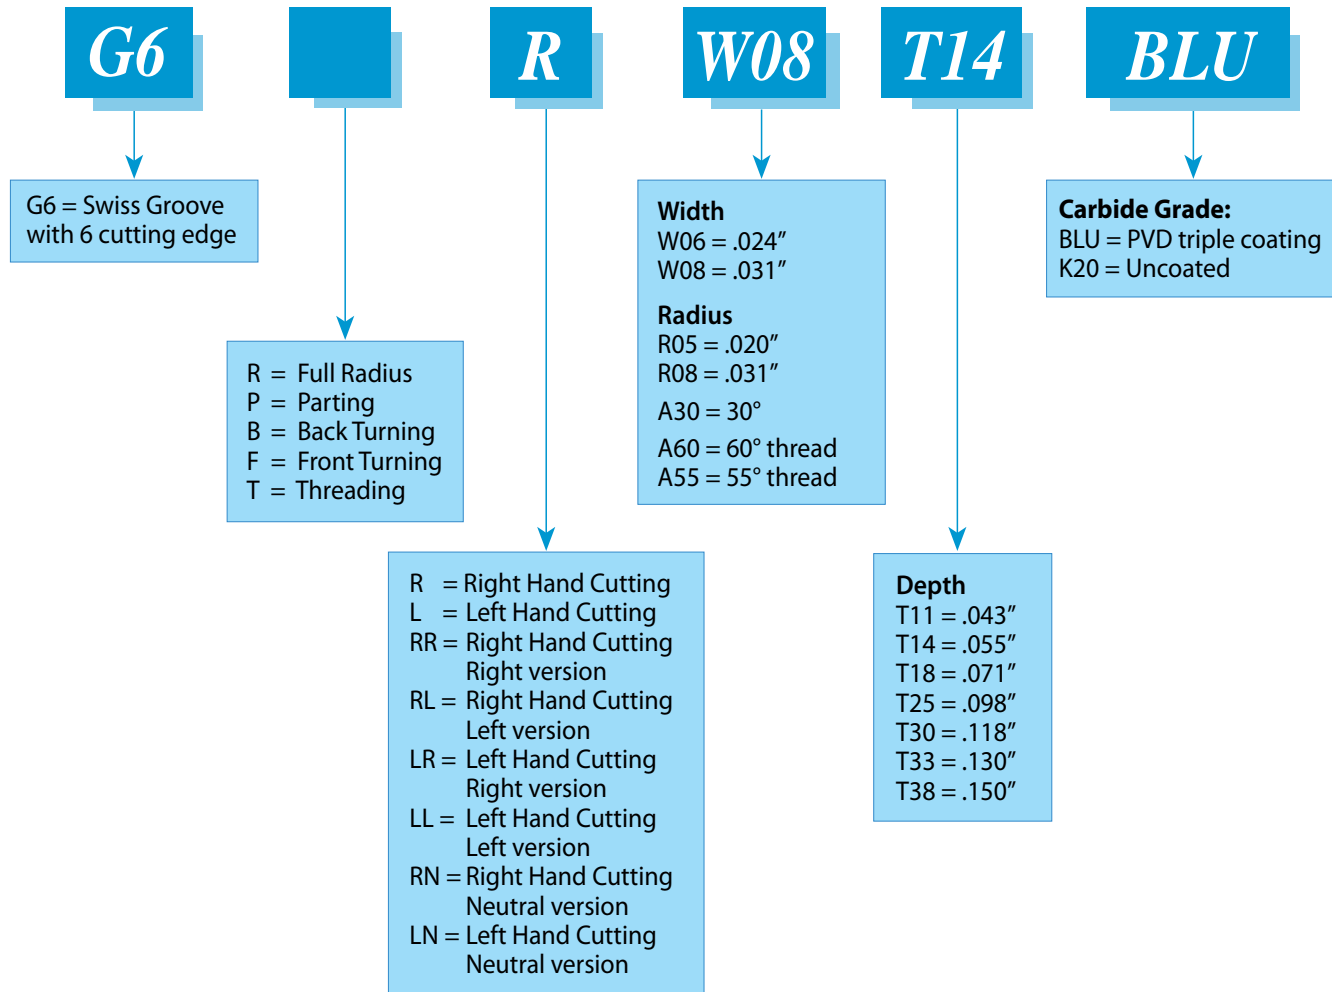 G6
R
W08
T14
BLU
G6 = Swiss Groove
with 6 cutting edge
R = Full Radius
P = Parting
B = Back Turning
F = Front Turning
T = Threading
R = Right Hand Cutting
L = Left Hand Cutting
RR = Right Hand Cutting
Right version
RL = Right Hand Cutting
Left version
LR = Left Hand Cutting
Right version
LL = Left Hand Cutting
Left version
RN = Right Hand Cutting
Neutral version
LN = Left Hand Cutting
Neutral version
Width
W06 = .024″
W08 = .031″
Radius
R05 = .020″
R08 = .031″
A30 = 30°
A60 = 60° thread
A55 = 55° thread
Depth
T11 = .043″
T14 = .055″
T18 = .071″
T25 = .098″
T30 = .118″
T33 = .130″
T38 = .150″
Carbide Grade:
BLU = PVD triple coating
K20 = Uncoated